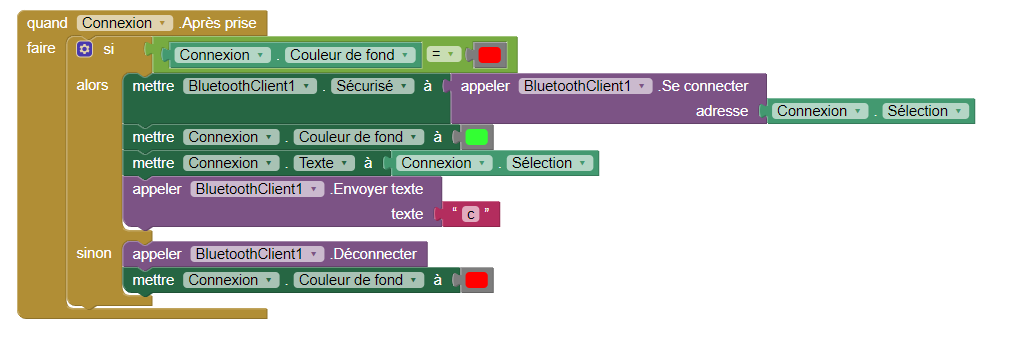 quand Connexion .Après prise
faire si Connexion . Couleur de fond =
alors mettre BluetoothClient1 . Sécurisé à appeler BluetoothClient1 .Se connecter
adresse Connexion . Sélection
mettre Connexion . Couleur de fond à
mettre Connexion . Texte à Connexion . Sélection
appeler BluetoothClient1 .Envoyer texte
texte “ c ”
sinon appeler BluetoothClient1 .Déconnecter
mettre Connexion . Couleur de fond à